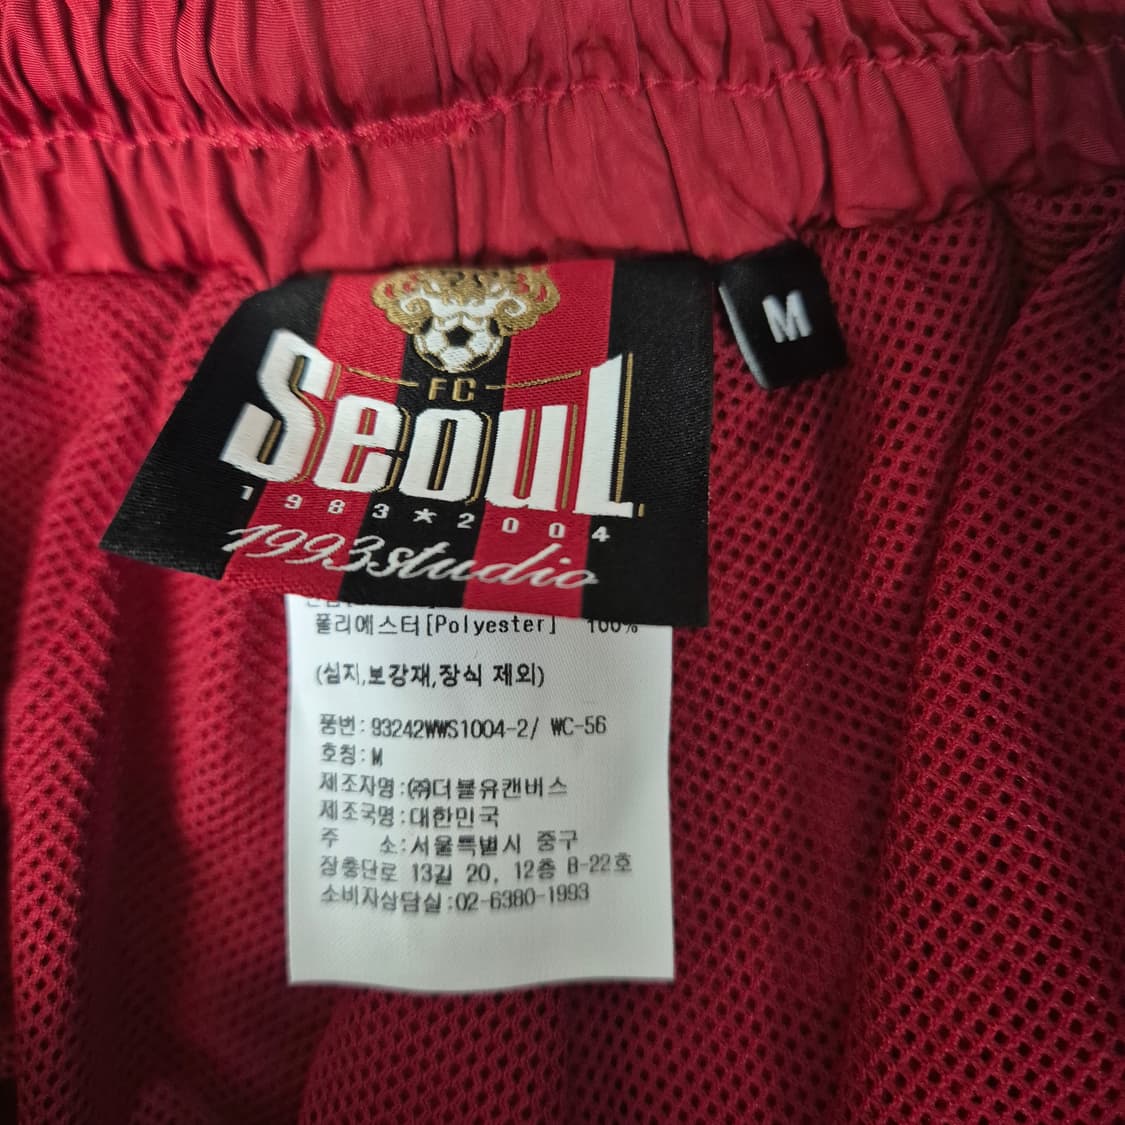 FC
Seoul
1983★2004
1993studio
M
폴리에스터[Polyester] 100%
(심지,보강재,장식 제외)
품번:93242WWS1004-2/ WC-56
호칭:M
제조자명:㈜더블유캔버스
제조국명:대한민국
주 소:서울특별시 중구
장충단로 13길 20, 12층 B-22호
소비자상담실:02-6380-1993